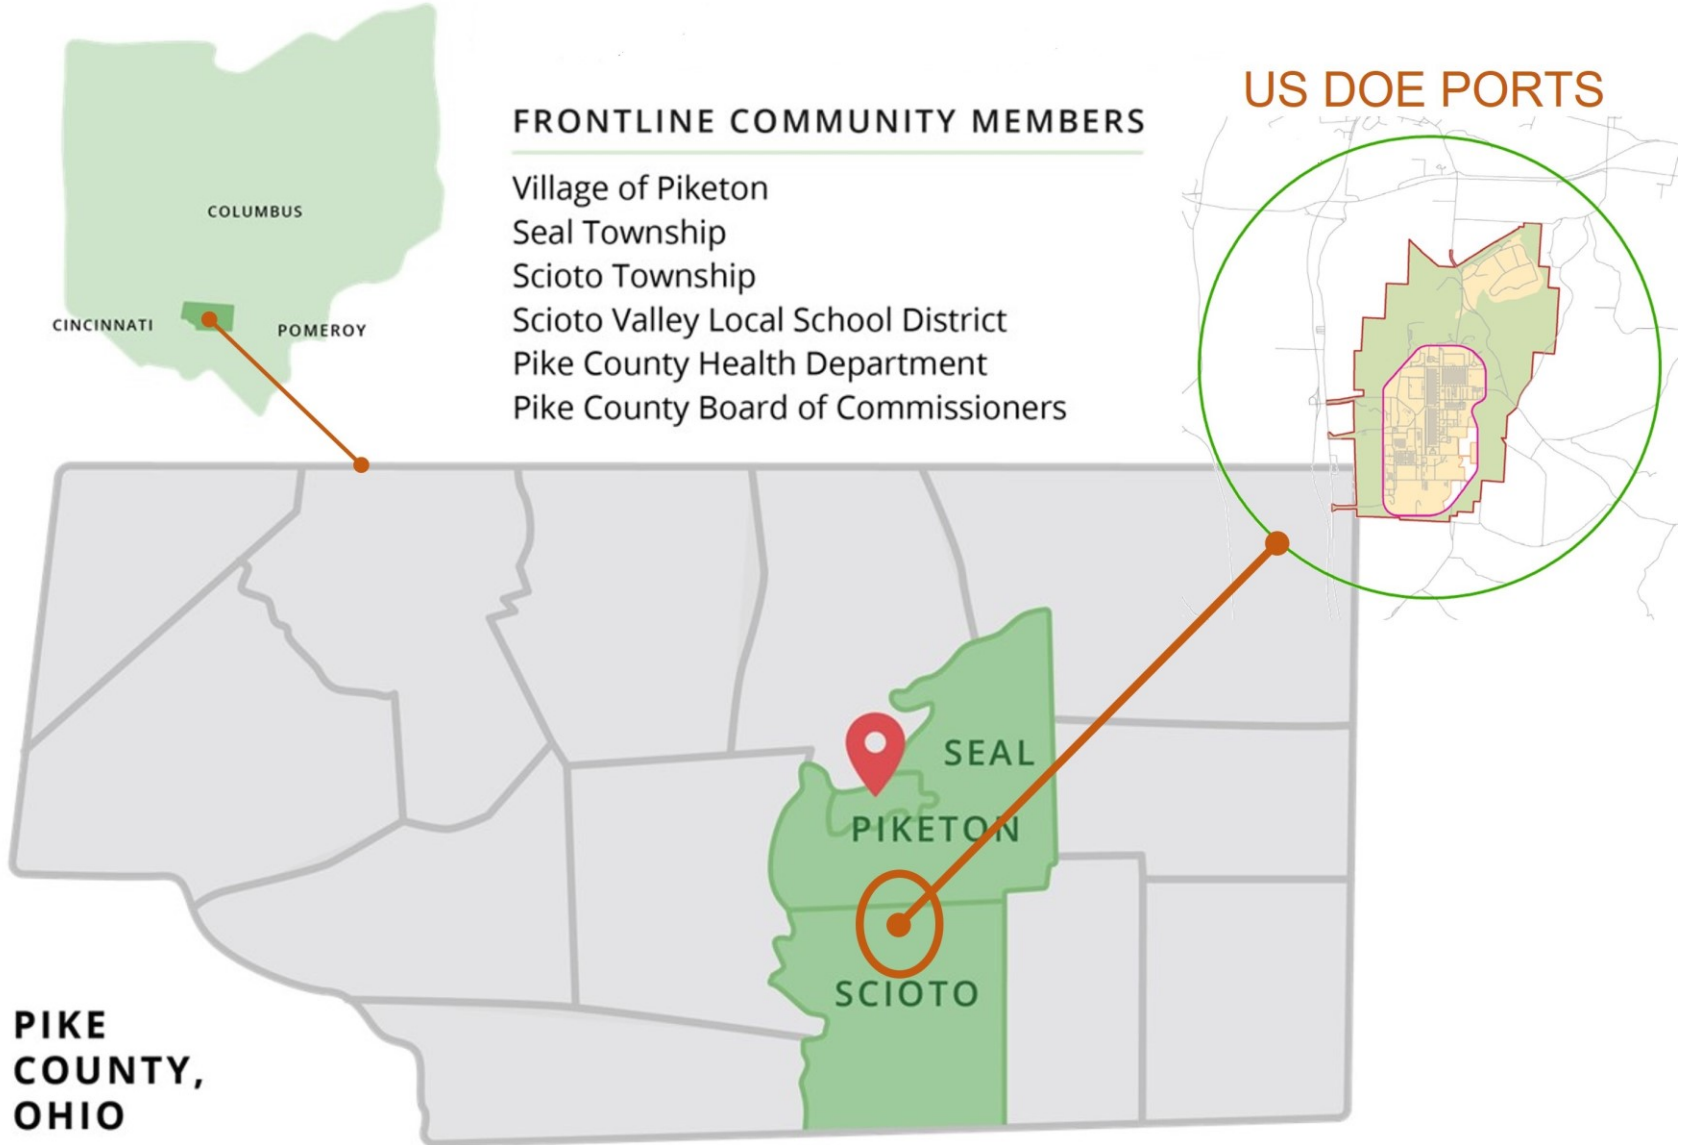 US DOE PORTS
FRONTLINE COMMUNITY MEMBERS
Village of Piketon
Seal Township
Scioto Township
Scioto Valley Local School District
Pike County Health Department
Pike County Board of Commissioners
COLUMBUS
CINCINNATI
POMEROY
SEAL
PIKETON
SCIOTO
PIKE
COUNTY,
OHIO